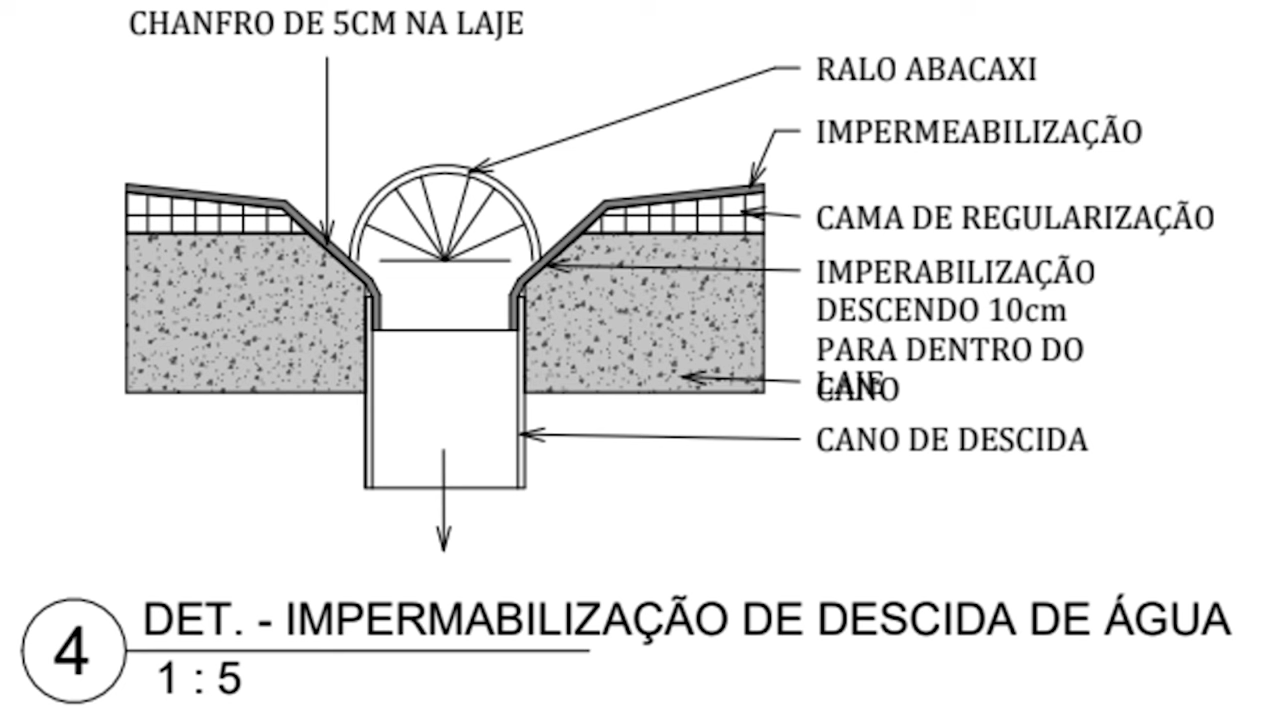 CHANFRO DE 5CM NA LAJE
RALO ABACAXI
IMPERMEABILIZAÇÃO
CAMA DE REGULARIZAÇÃO
IMPERABILIZAÇÃO
DESCENDO 10cm
PARA DENTRO DO
CANO
LAJE
CANO DE DESCIDA
4
DET. - IMPERMABILIZAÇÃO DE DESCIDA DE ÁGUA
1 : 5